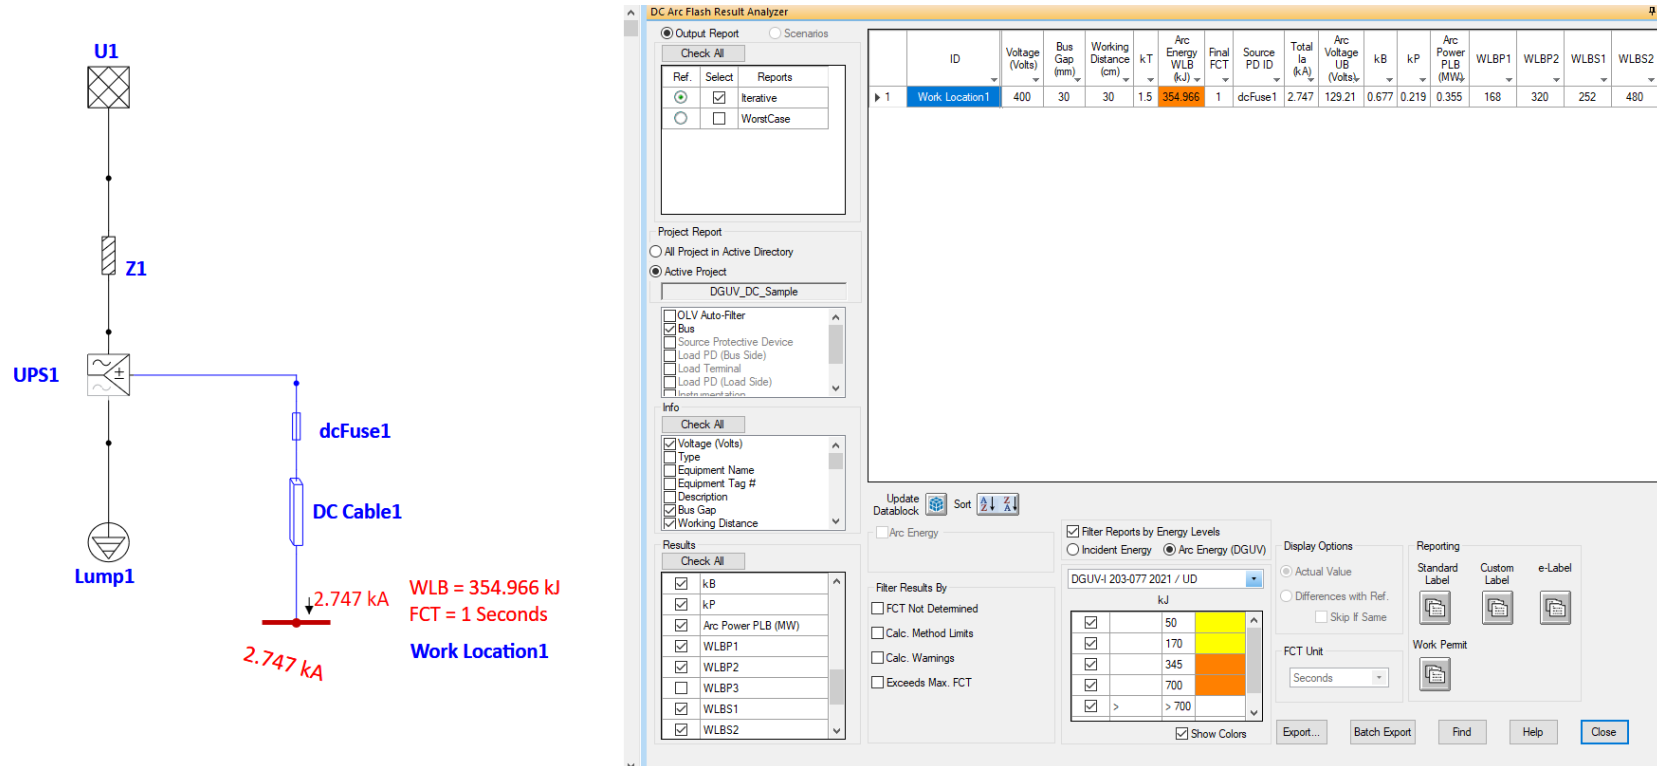 U1
Z1
UPS1
dcFuse1
DC Cable1
Lump1
2.747 kA
WLB = 354.966 kJ
FCT = 1 Seconds
2.747 kA
Work Location1
DC Arc Flash Result Analyzer
Output Report
Scenarios
Check All
Ref. Select Reports
Iterative
WorstCase
Project Report
All Project in Active Directory
Active Project
DGUV_DC_Sample
OLV Auto-Filter
Bus
Source Protective Device
Load PD (Bus Side)
Load Terminal
Load PD (Load Side)
Instrumentation
Info
Check All
Voltage (Volts)
Type
Equipment Name
Equipment Tag #
Description
Bus Gap
Working Distance
Results
Check All
kB
kP
Arc Power PLB (MW)
WLBP1
WLBP2
WLBP3
WLBS1
WLBS2
ID
Voltage (Volts)
Bus Gap (mm)
Working Distance (cm)
kT
Arc Energy WLB (kJ)
Final FCT
Source PD ID
Total Ia (kA)
Arc Voltage UB (Volts)
kB
kP
Arc Power PLB (MW)
WLBP1
WLBP2
WLBS1
WLBS2
1 Work Location1 400 30 30 1.5 354.966 1 dcFuse1 2.747 129.21 0.677 0.219 0.355 168 320 252 480
Update Datablock
Sort
Arc Energy
Filter Results By
FCT Not Determined
Calc. Method Limits
Calc. Warnings
Exceeds Max. FCT
Filter Reports by Energy Levels
Incident Energy
Arc Energy (DGUV)
DGUV-I 203-077 2021 / UD
kJ
50
170
345
700
> > 700
Show Colors
Display Options
Actual Value
Differences with Ref.
Skip If Same
FCT Unit
Seconds
Reporting
Standard Label
Custom Label
e-Label
Work Permit
Export...
Batch Export
Find
Help
Close